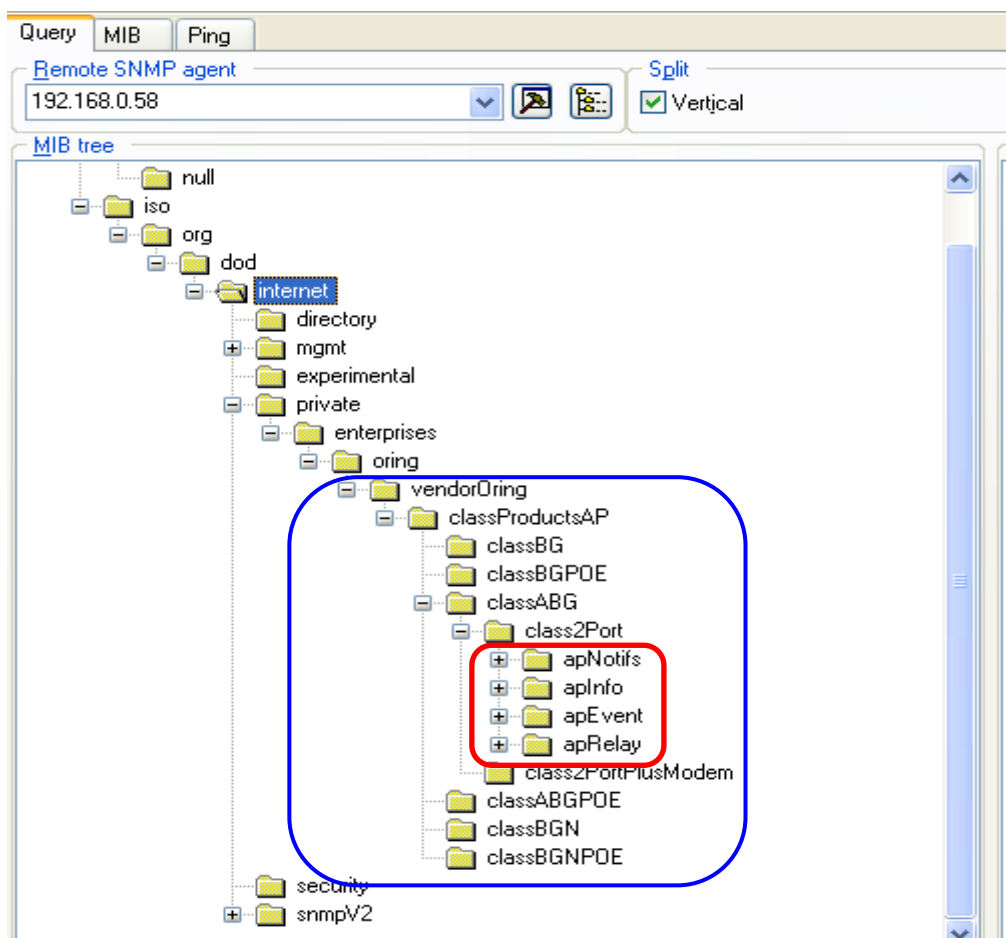 Query MIB Ping
Remote SNMP agent
Split
192.168.0.58
Vertical
MIB tree
null
iso
org
dod
internet
directory
mgmt
experimental
private
enterprises
oring
vendorOring
classProductsAP
classBG
classBGPOE
classABG
class2Port
apNotifs
apInfo
apEvent
apRelay
class2PortPlusModem
classABGPOE
classBGN
classBGNPOE
security
snmpV2